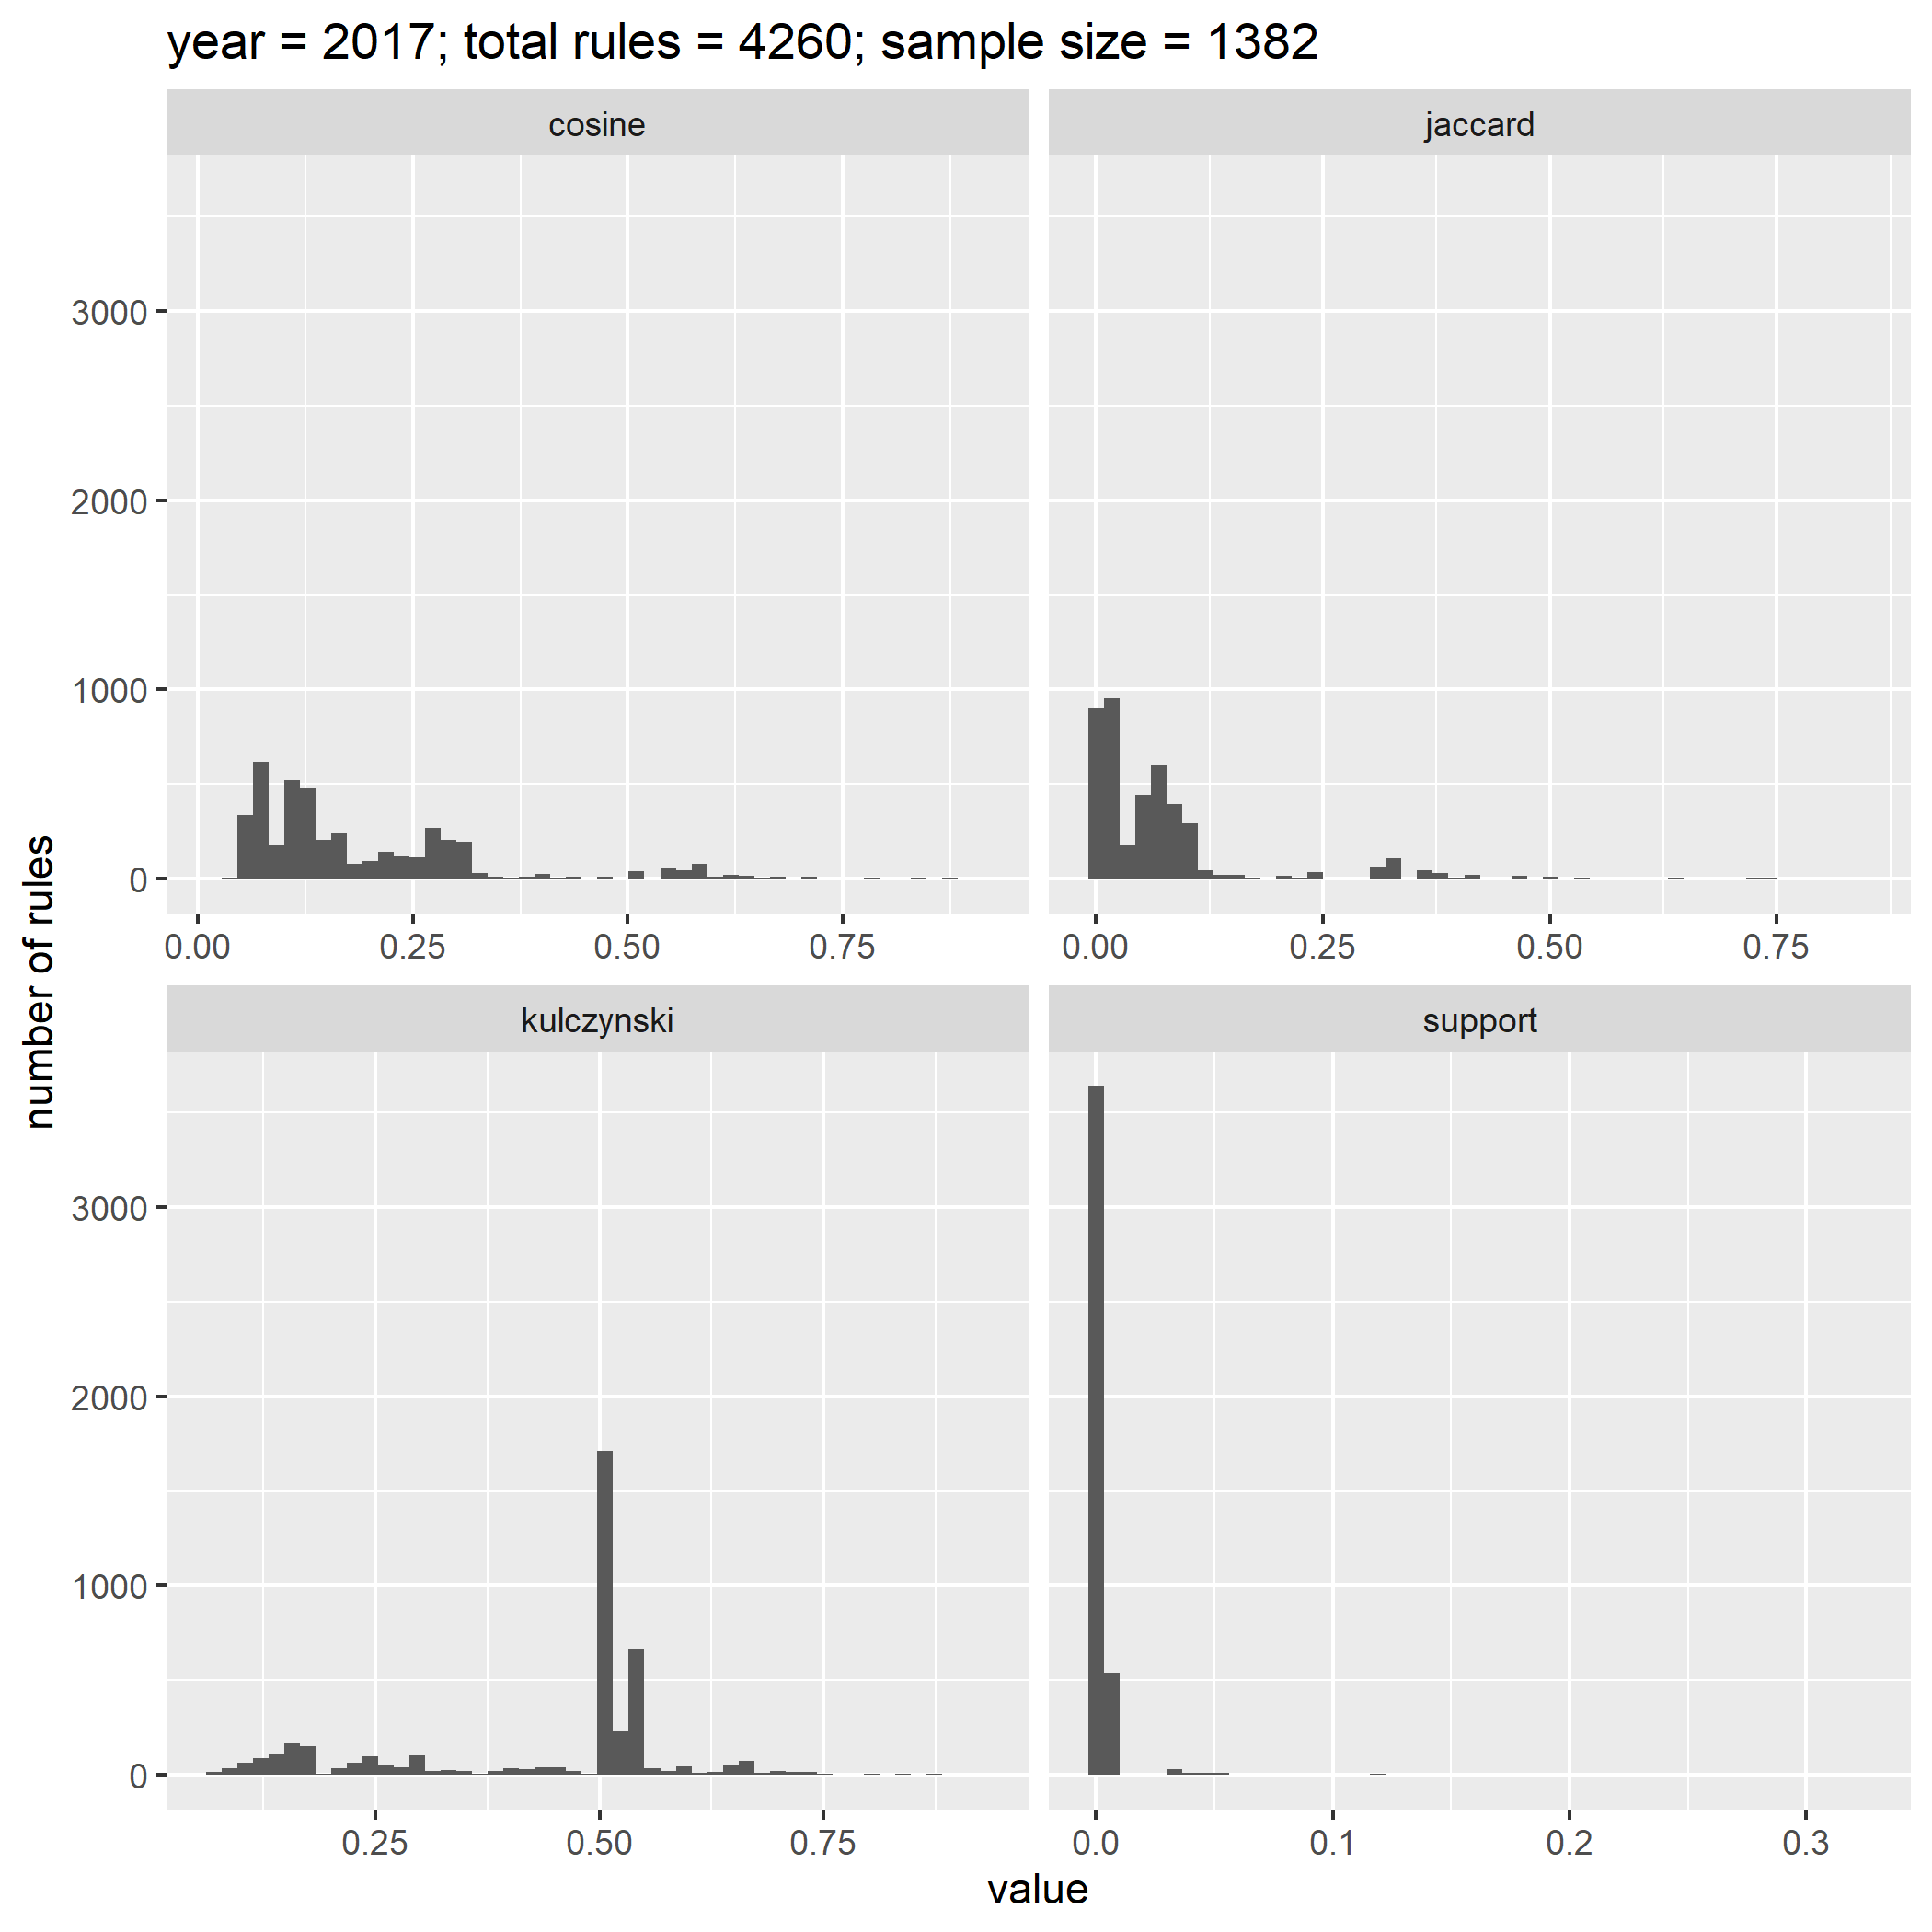 year = 2017; total rules = 4260; sample size = 1382
cosine
jaccard
3000
2000
1000
0
0.00 0.25 0.50 0.75
0.00 0.25 0.50 0.75
number of rules
kulczynski
support
3000
2000
1000
0
0.25 0.50 0.75
0.0 0.1 0.2 0.3
value